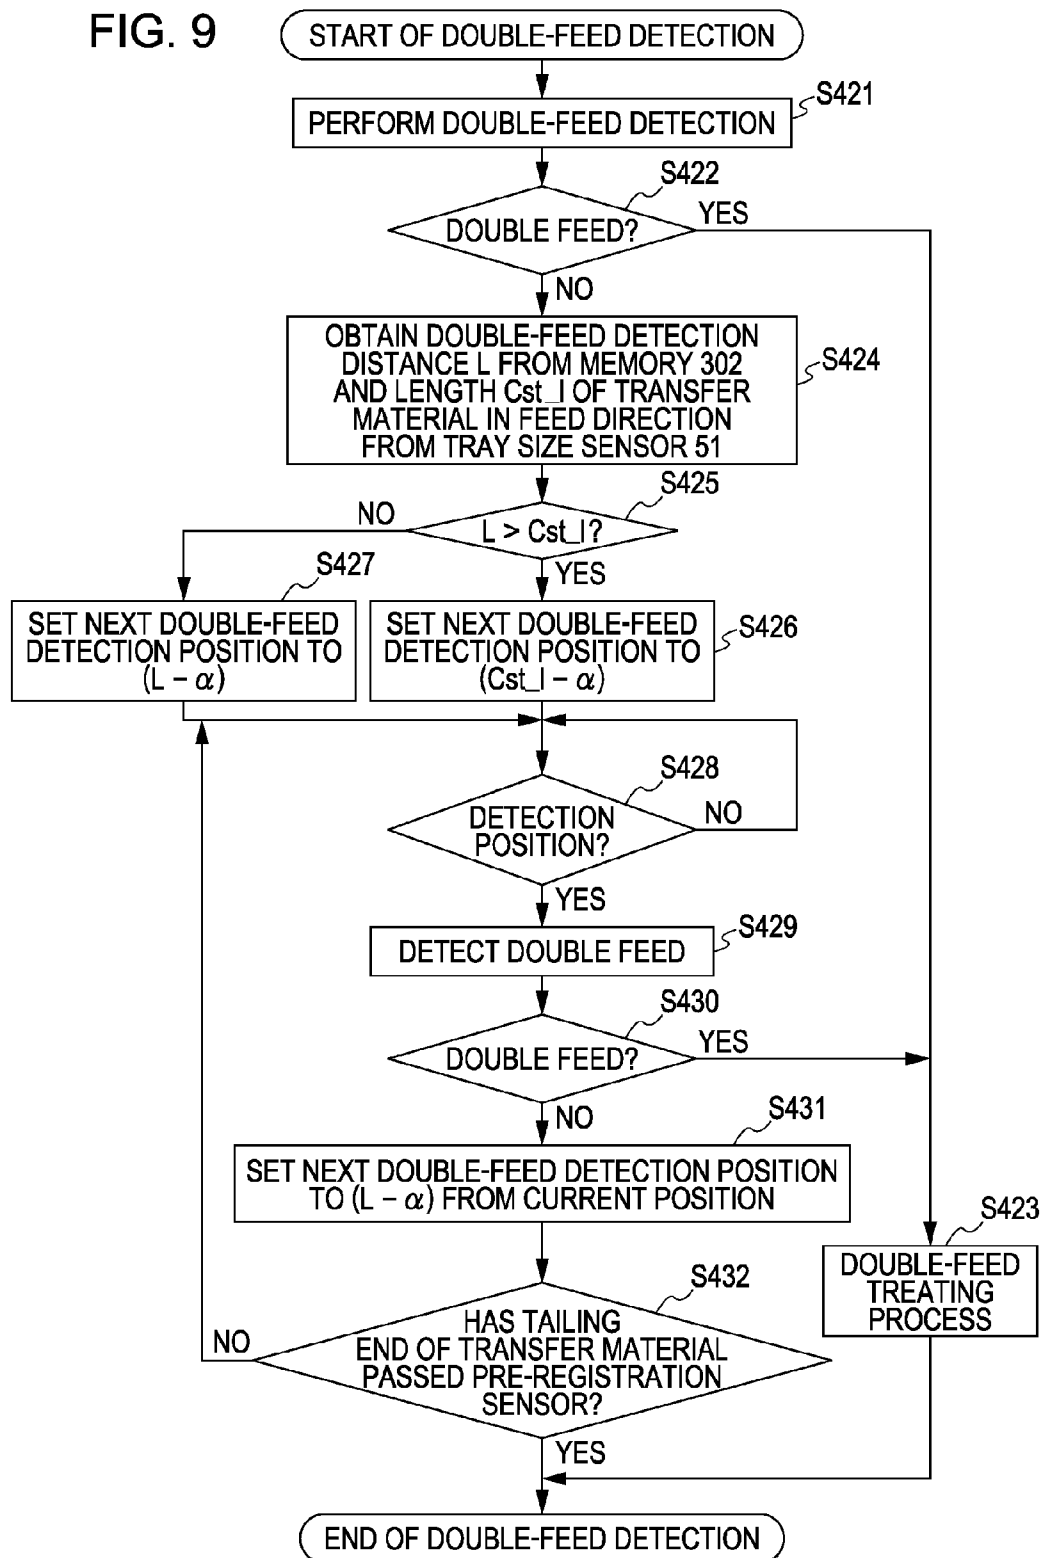 FIG. 9
START OF DOUBLE-FEED DETECTION
S421
PERFORM DOUBLE-FEED DETECTION
S422
DOUBLE FEED?
YES
NO
OBTAIN DOUBLE-FEED DETECTION
DISTANCE L FROM MEMORY 302
AND LENGTH Cst_l OF TRANSFER
MATERIAL IN FEED DIRECTION
FROM TRAY SIZE SENSOR 51
S424
S425
L > Cst_l?
NO
YES
S427
SET NEXT DOUBLE-FEED
DETECTION POSITION TO
(L – α)
SET NEXT DOUBLE-FEED
DETECTION POSITION TO
(Cst_l – α)
S426
S428
DETECTION
POSITION?
NO
YES
S429
DETECT DOUBLE FEED
S430
DOUBLE FEED?
YES
NO
S431
SET NEXT DOUBLE-FEED DETECTION POSITION
TO (L – α) FROM CURRENT POSITION
S423
DOUBLE-FEED
TREATING
PROCESS
S432
HAS TAILING
END OF TRANSFER MATERIAL
PASSED PRE-REGISTRATION
SENSOR?
NO
YES
END OF DOUBLE-FEED DETECTION